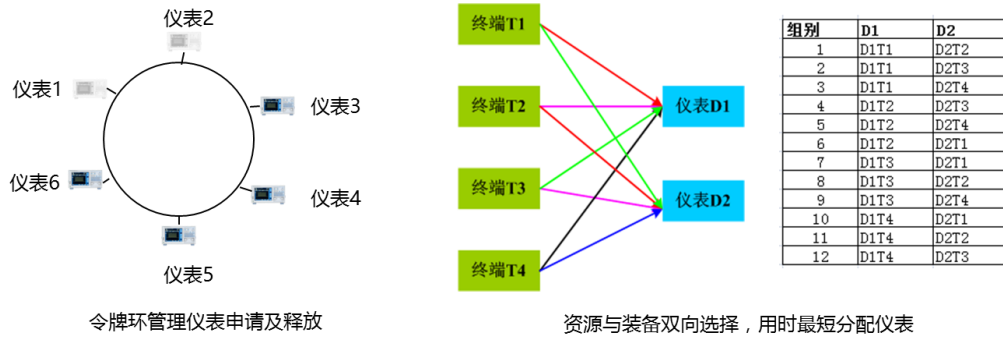 仪表2
仪表1
仪表3
仪表6
仪表4
仪表5
令牌环管理仪表申请及释放
终端T1
终端T2
终端T3
终端T4
仪表D1
仪表D2
组别 D1 D2
1 D1T1 D2T2
2 D1T1 D2T3
3 D1T1 D2T4
4 D1T2 D2T3
5 D1T2 D2T4
6 D1T2 D2T1
7 D1T3 D2T1
8 D1T3 D2T2
9 D1T3 D2T4
10 D1T4 D2T1
11 D1T4 D2T2
12 D1T4 D2T3
资源与装备双向选择，用时最短分配仪表